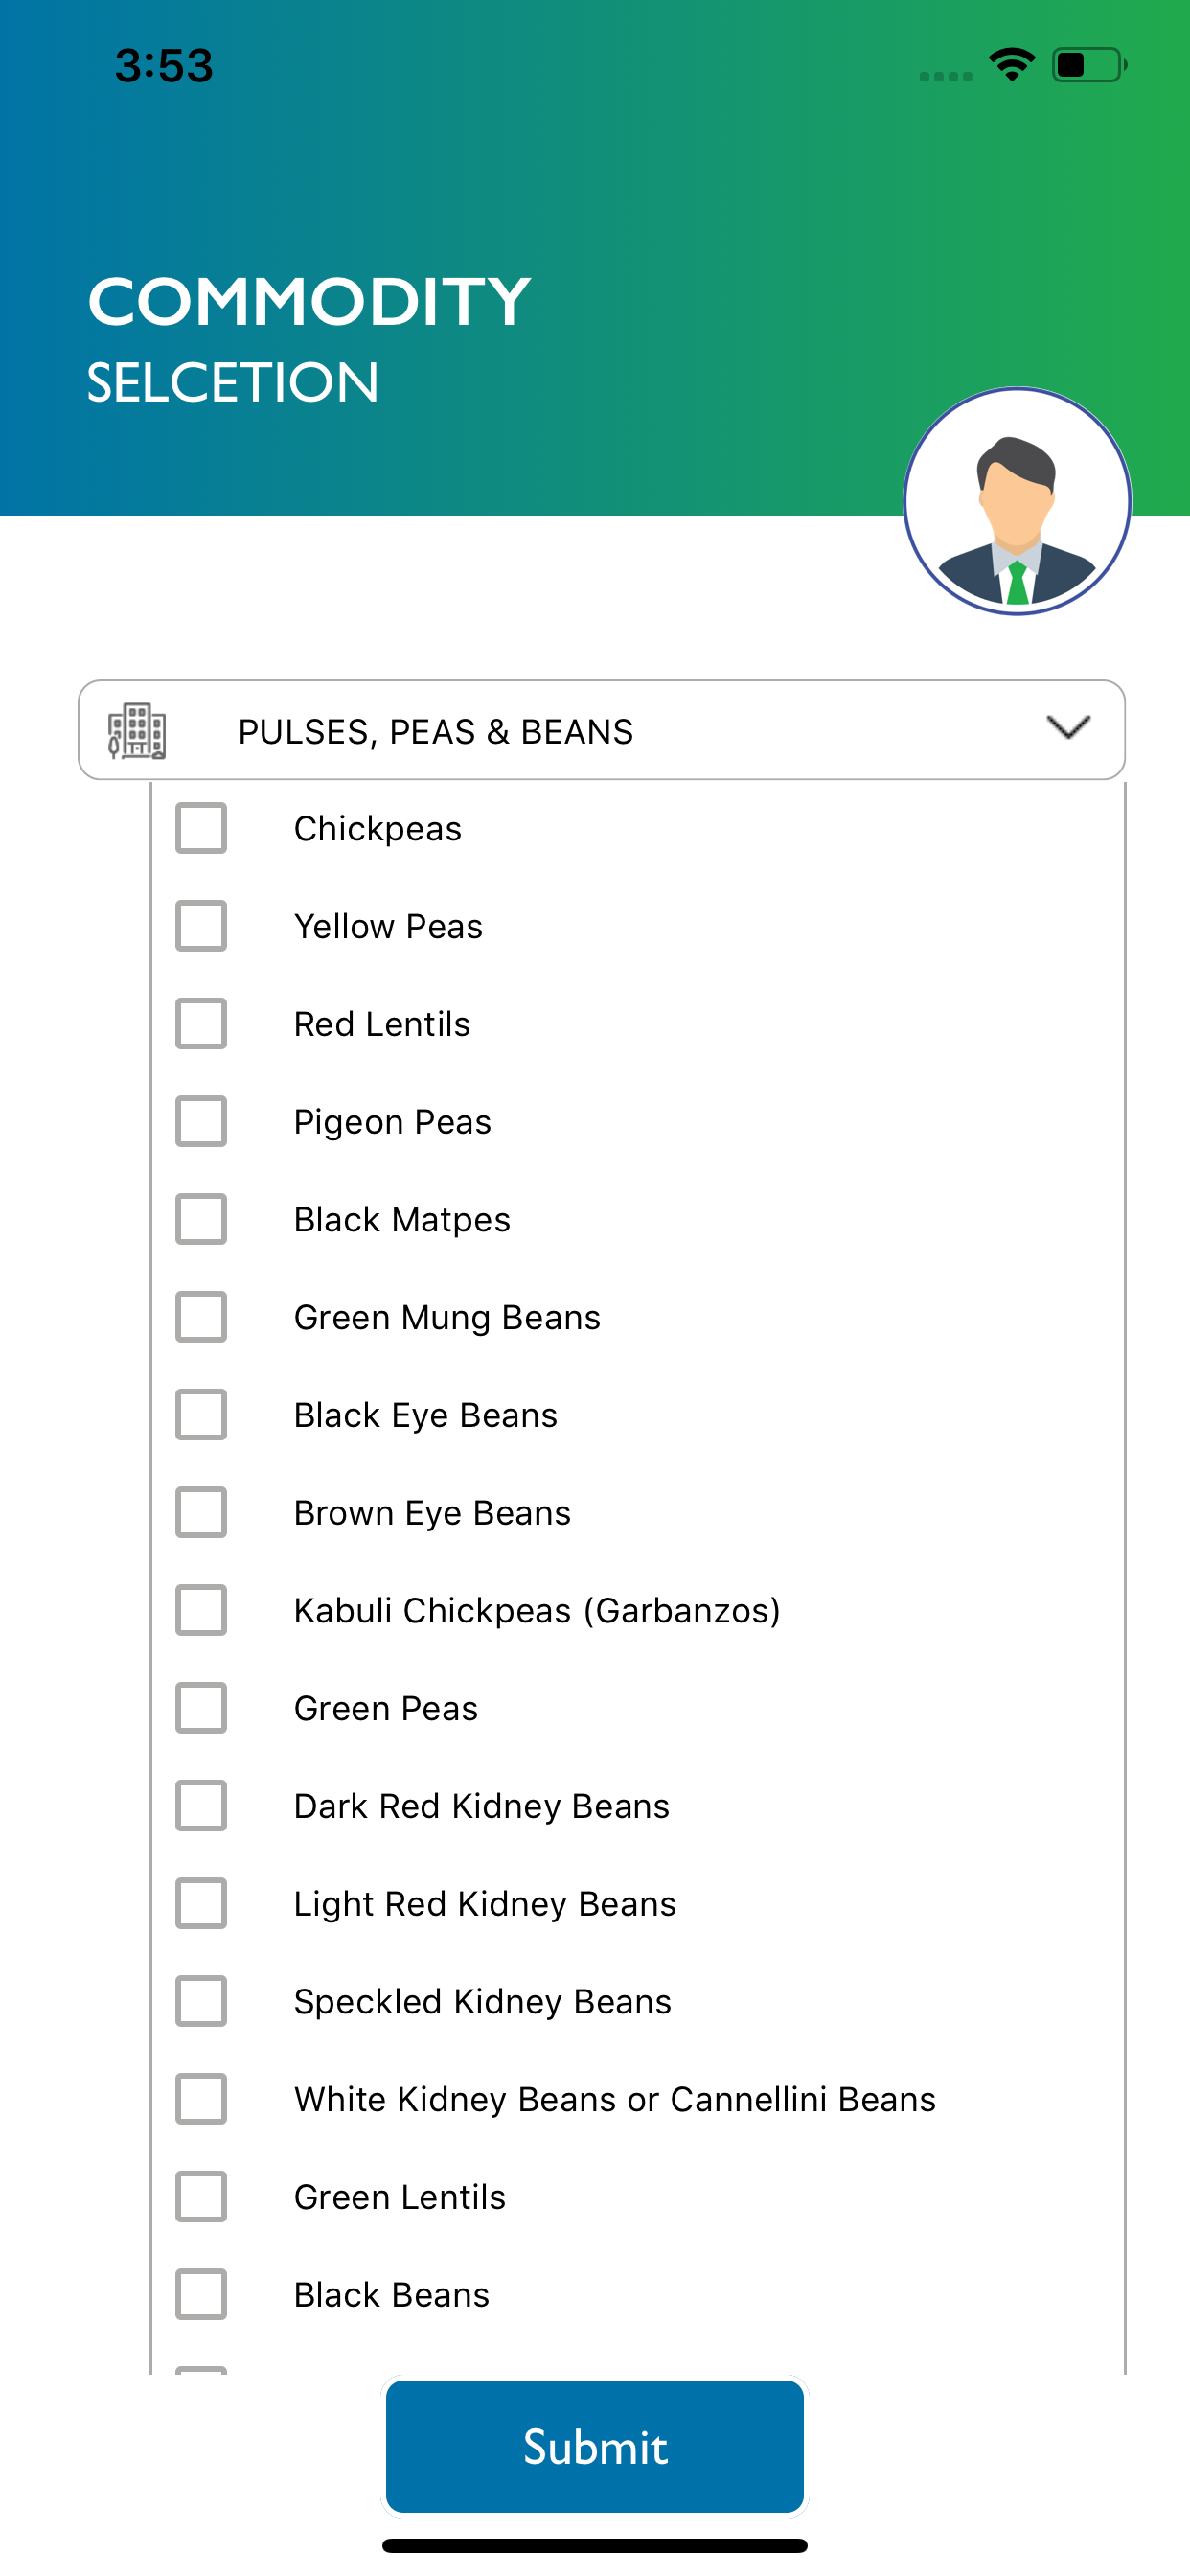 3:53
COMMODITY
SELCETION
PULSES, PEAS & BEANS
Chickpeas
Yellow Peas
Red Lentils
Pigeon Peas
Black Matpes
Green Mung Beans
Black Eye Beans
Brown Eye Beans
Kabuli Chickpeas (Garbanzos)
Green Peas
Dark Red Kidney Beans
Light Red Kidney Beans
Speckled Kidney Beans
White Kidney Beans or Cannellini Beans
Green Lentils
Black Beans
Submit